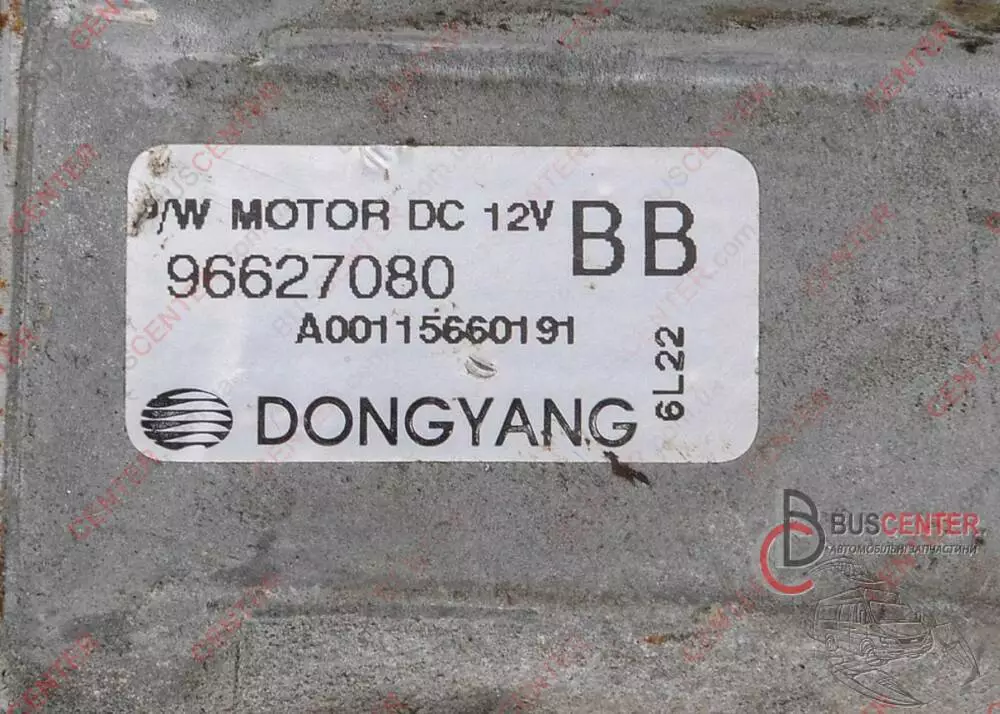 P/W MOTOR DC 12V
BB
96627080
A00115660191
6L22
DONGYANG
BUSCENTER
АВТОМОБІЛЬНІ ЗАПЧАСТИНИ